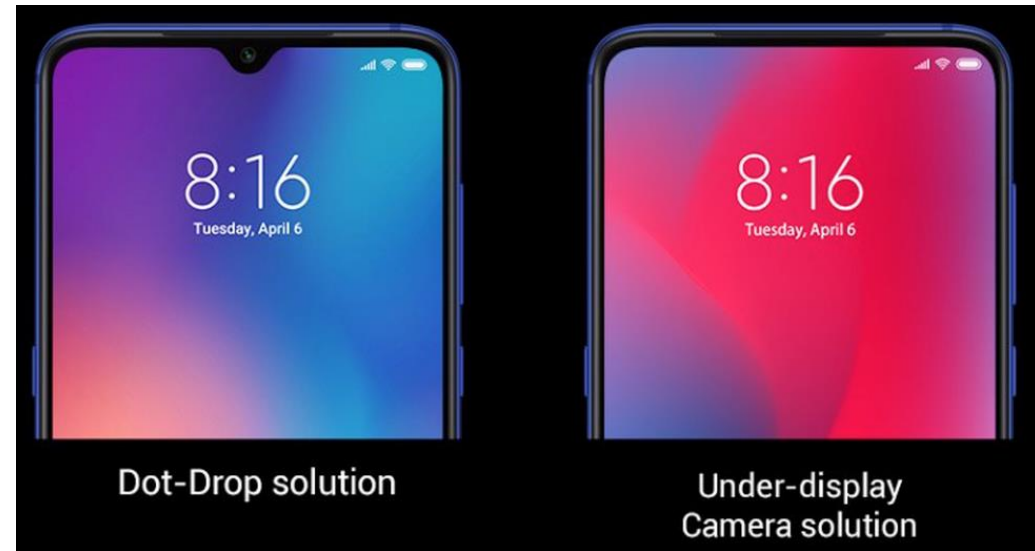 8:16
Tuesday, April 6
Dot-Drop solution
8:16
Tuesday, April 6
Under-display
Camera solution